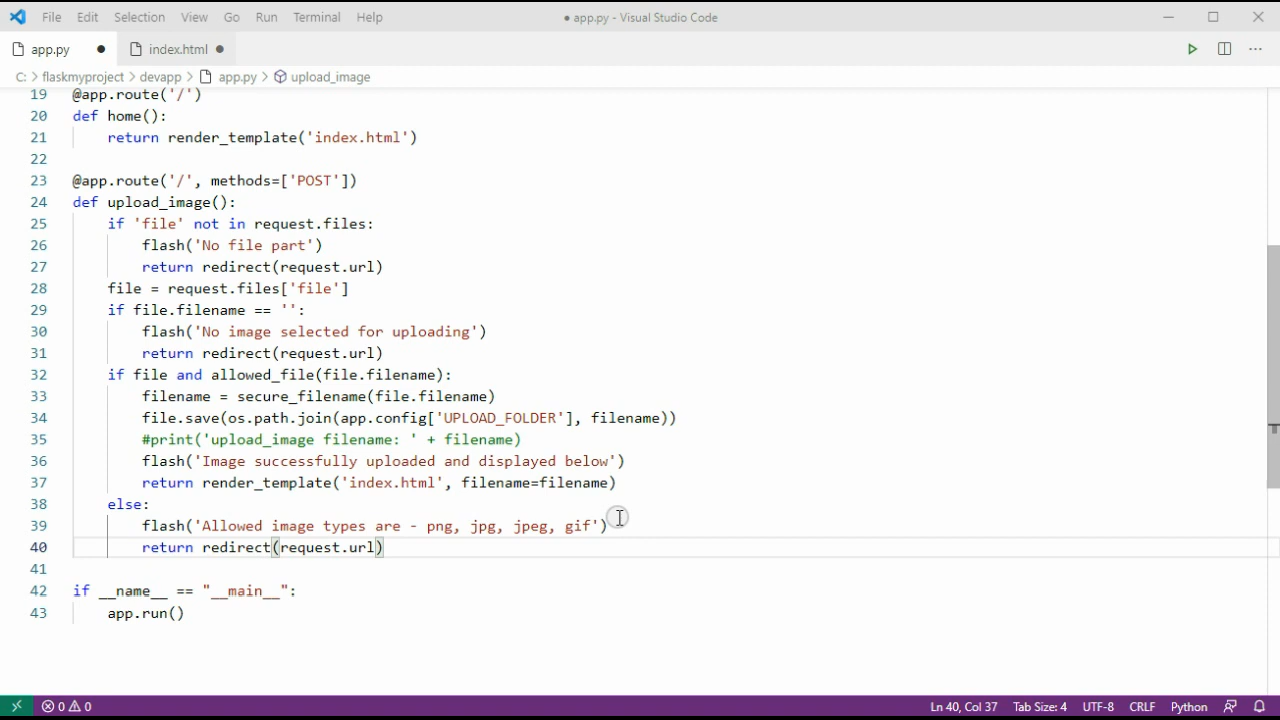 File Edit Selection View Go Run Terminal Help ● app.py - Visual Studio Code
app.py ● index.html ●
C: > flaskmyproject > devapp > app.py > upload_image
19 @app.route('/')
20 def home():
21 return render_template('index.html')
22
23 @app.route('/', methods=['POST'])
24 def upload_image():
25 if 'file' not in request.files:
26 flash('No file part')
27 return redirect(request.url)
28 file = request.files['file']
29 if file.filename == '':
30 flash('No image selected for uploading')
31 return redirect(request.url)
32 if file and allowed_file(file.filename):
33 filename = secure_filename(file.filename)
34 file.save(os.path.join(app.config['UPLOAD_FOLDER'], filename))
35 #print('upload_image filename: ' + filename)
36 flash('Image successfully uploaded and displayed below')
37 return render_template('index.html', filename=filename)
38 else:
39 flash('Allowed image types are - png, jpg, jpeg, gif')
40 return redirect(request.url)
41
42 if __name__ == "__main__":
43 app.run()
0 0 Ln 40, Col 37 Tab Size: 4 UTF-8 CRLF Python